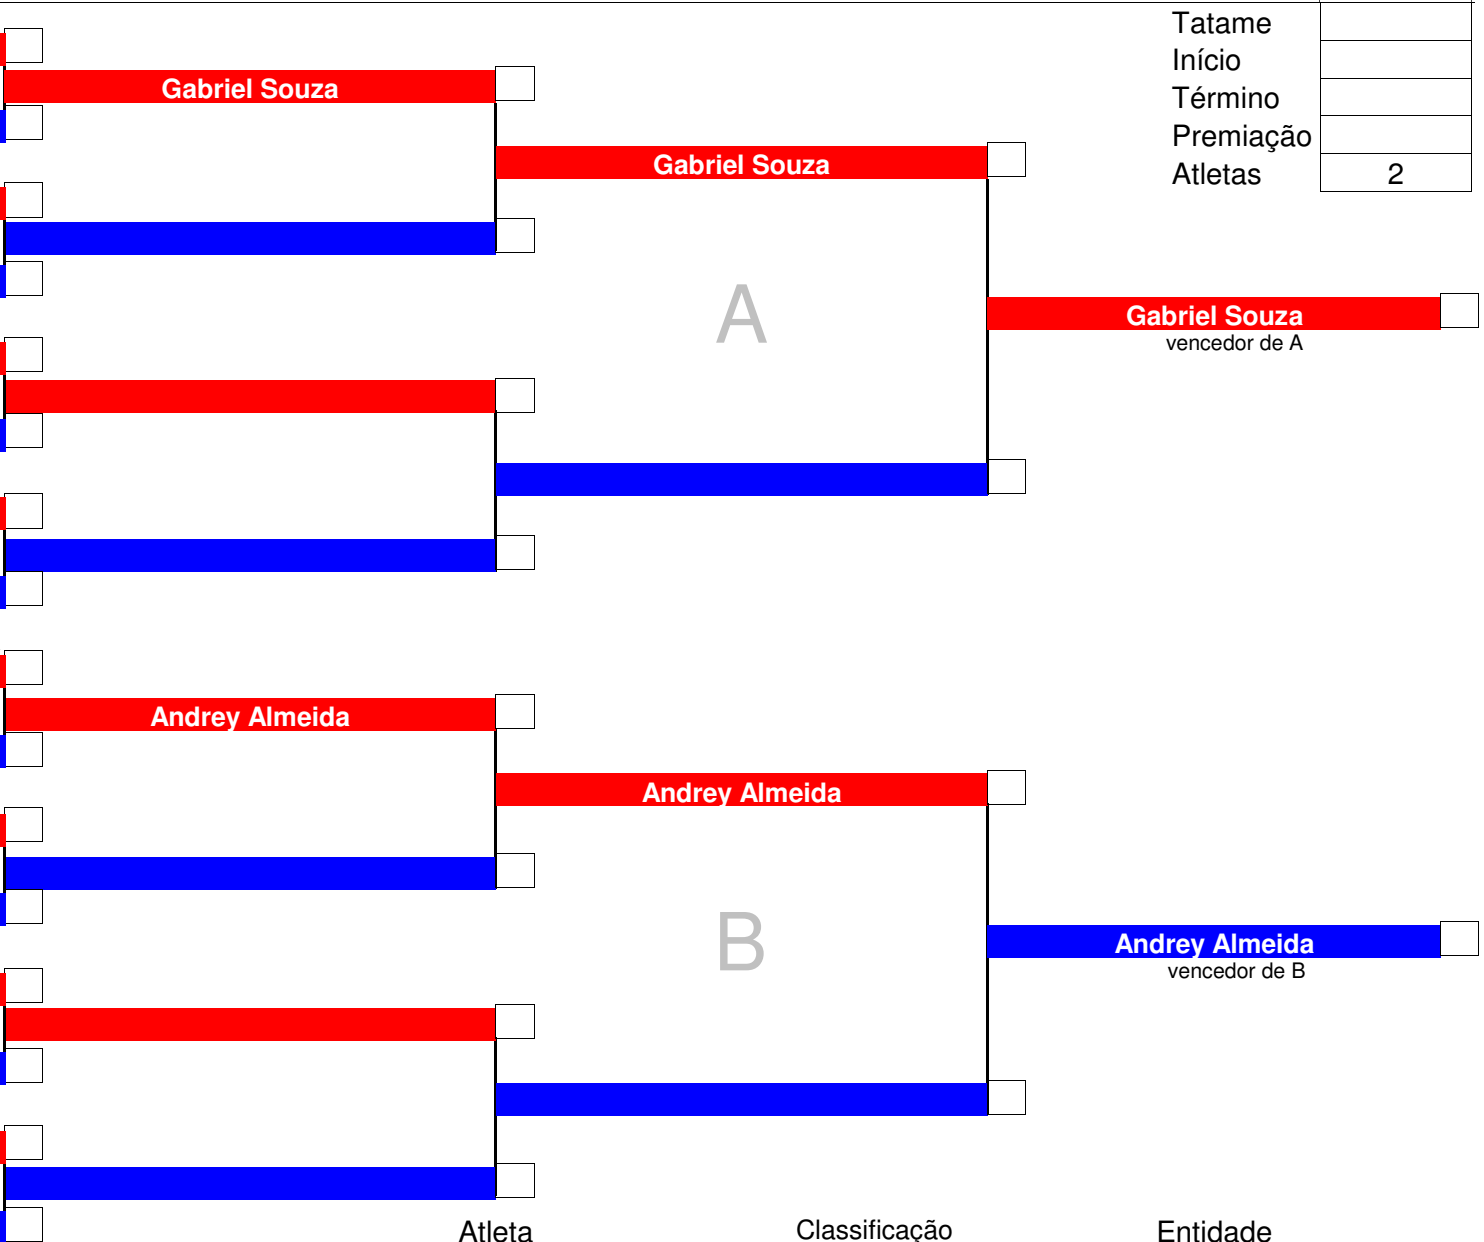 Tatame
Início
Término
Premiação
Atletas 2
Gabriel Souza
Gabriel Souza
A
Gabriel Souza
vencedor de A
Andrey Almeida
Andrey Almeida
B
Andrey Almeida
vencedor de B
Atleta Classificação Entidade